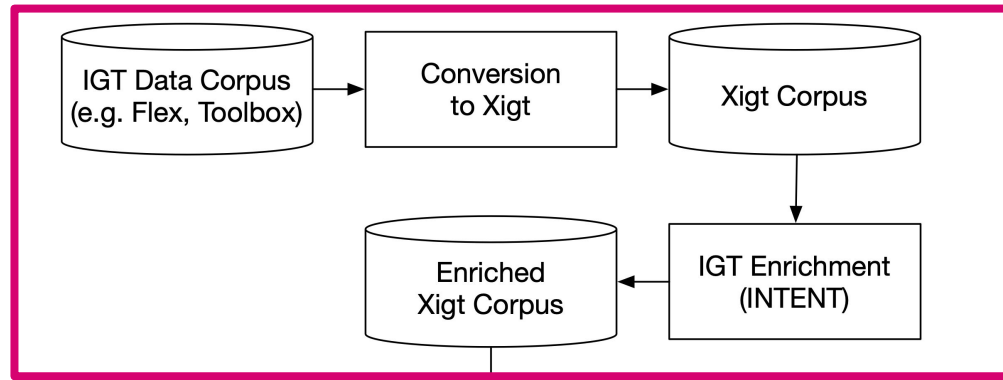 IGT Data Corpus
(e.g. Flex, Toolbox)
Conversion
to Xigt
Xigt Corpus
Enriched
Xigt Corpus
IGT Enrichment
(INTENT)